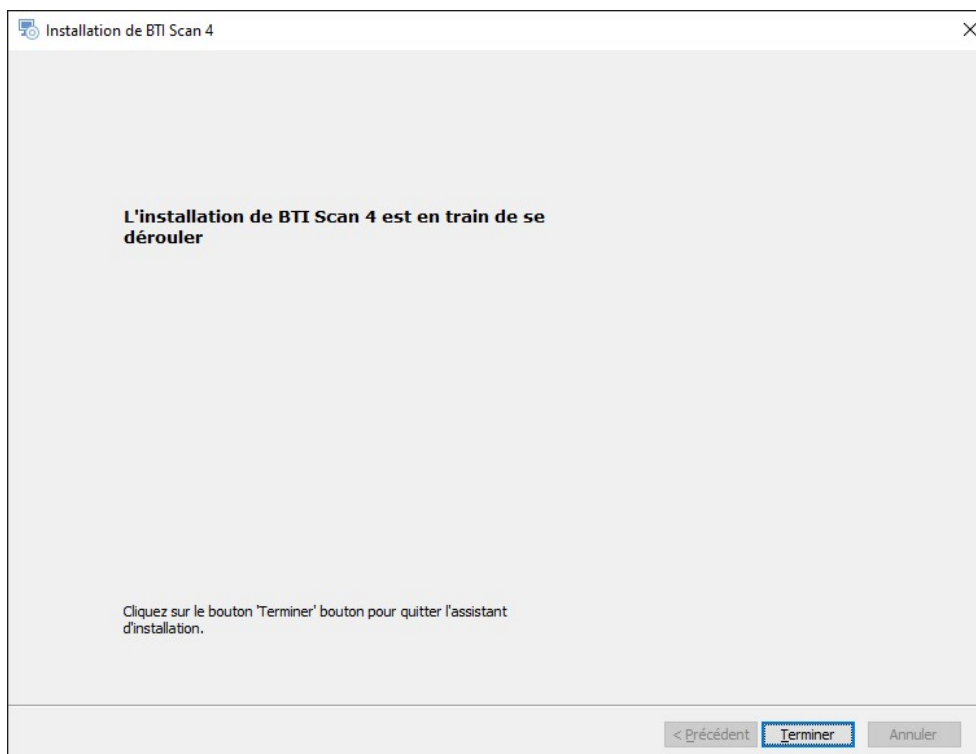 Installation de BTI Scan 4
L'installation de BTI Scan 4 est en train de se
dérouler
Cliquez sur le bouton 'Terminer' bouton pour quitter l'assistant
d'installation.
< Précédent
Terminer
Annuler